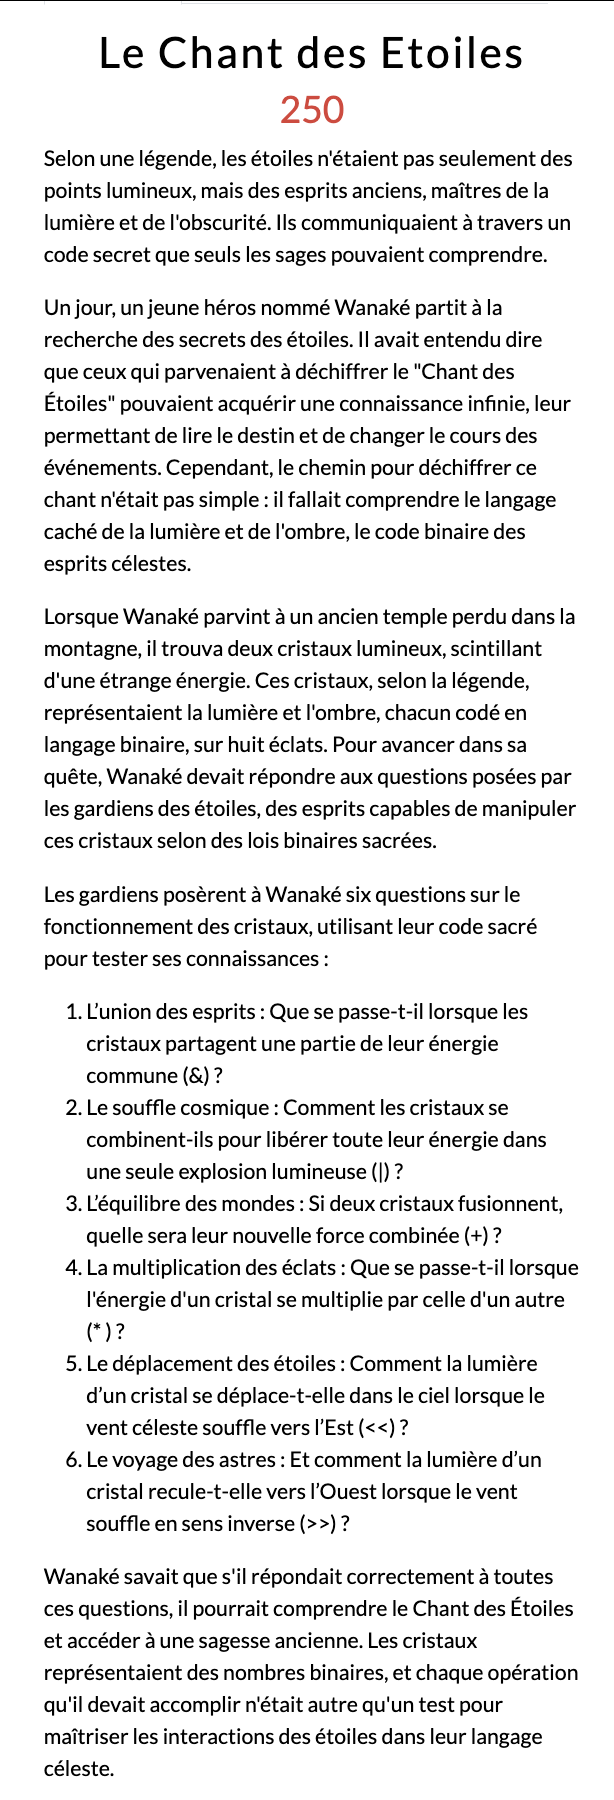 Le Chant des Etoiles
250
Selon une légende, les étoiles n'étaient pas seulement des
points lumineux, mais des esprits anciens, maîtres de la
lumière et de l'obscurité. Ils communiquaient à travers un
code secret que seuls les sages pouvaient comprendre.
Un jour, un jeune héros nommé Wanaké partit à la
recherche des secrets des étoiles. Il avait entendu dire
que ceux qui parvenaient à déchiffrer le "Chant des
Étoiles" pouvaient acquérir une connaissance infinie, leur
permettant de lire le destin et de changer le cours des
événements. Cependant, le chemin pour déchiffrer ce
chant n'était pas simple : il fallait comprendre le langage
caché de la lumière et de l'ombre, le code binaire des
esprits célestes.
Lorsque Wanaké parvint à un ancien temple perdu dans la
montagne, il trouva deux cristaux lumineux, scintillant
d'une étrange énergie. Ces cristaux, selon la légende,
représentaient la lumière et l'ombre, chacun codé en
langage binaire, sur huit éclats. Pour avancer dans sa
quête, Wanaké devait répondre aux questions posées par
les gardiens des étoiles, des esprits capables de manipuler
ces cristaux selon des lois binaires sacrées.
Les gardiens posèrent à Wanaké six questions sur le
fonctionnement des cristaux, utilisant leur code sacré
pour tester ses connaissances :
1. L’union des esprits : Que se passe-t-il lorsque les
cristaux partagent une partie de leur énergie
commune (&) ?
2. Le souffle cosmique : Comment les cristaux se
combinent-ils pour libérer toute leur énergie dans
une seule explosion lumineuse (|) ?
3. L’équilibre des mondes : Si deux cristaux fusionnent,
quelle sera leur nouvelle force combinée (+) ?
4. La multiplication des éclats : Que se passe-t-il lorsque
l'énergie d'un cristal se multiplie par celle d'un autre
(* ) ?
5. Le déplacement des étoiles : Comment la lumière
d’un cristal se déplace-t-elle dans le ciel lorsque le
vent céleste souffle vers l’Est (<<) ?
6. Le voyage des astres : Et comment la lumière d’un
cristal recule-t-elle vers l’Ouest lorsque le vent
souffle en sens inverse (>>) ?
Wanaké savait que s'il répondait correctement à toutes
ces questions, il pourrait comprendre le Chant des Étoiles
et accéder à une sagesse ancienne. Les cristaux
représentaient des nombres binaires, et chaque opération
qu'il devait accomplir n'était autre qu'un test pour
maîtriser les interactions des étoiles dans leur langage
céleste.